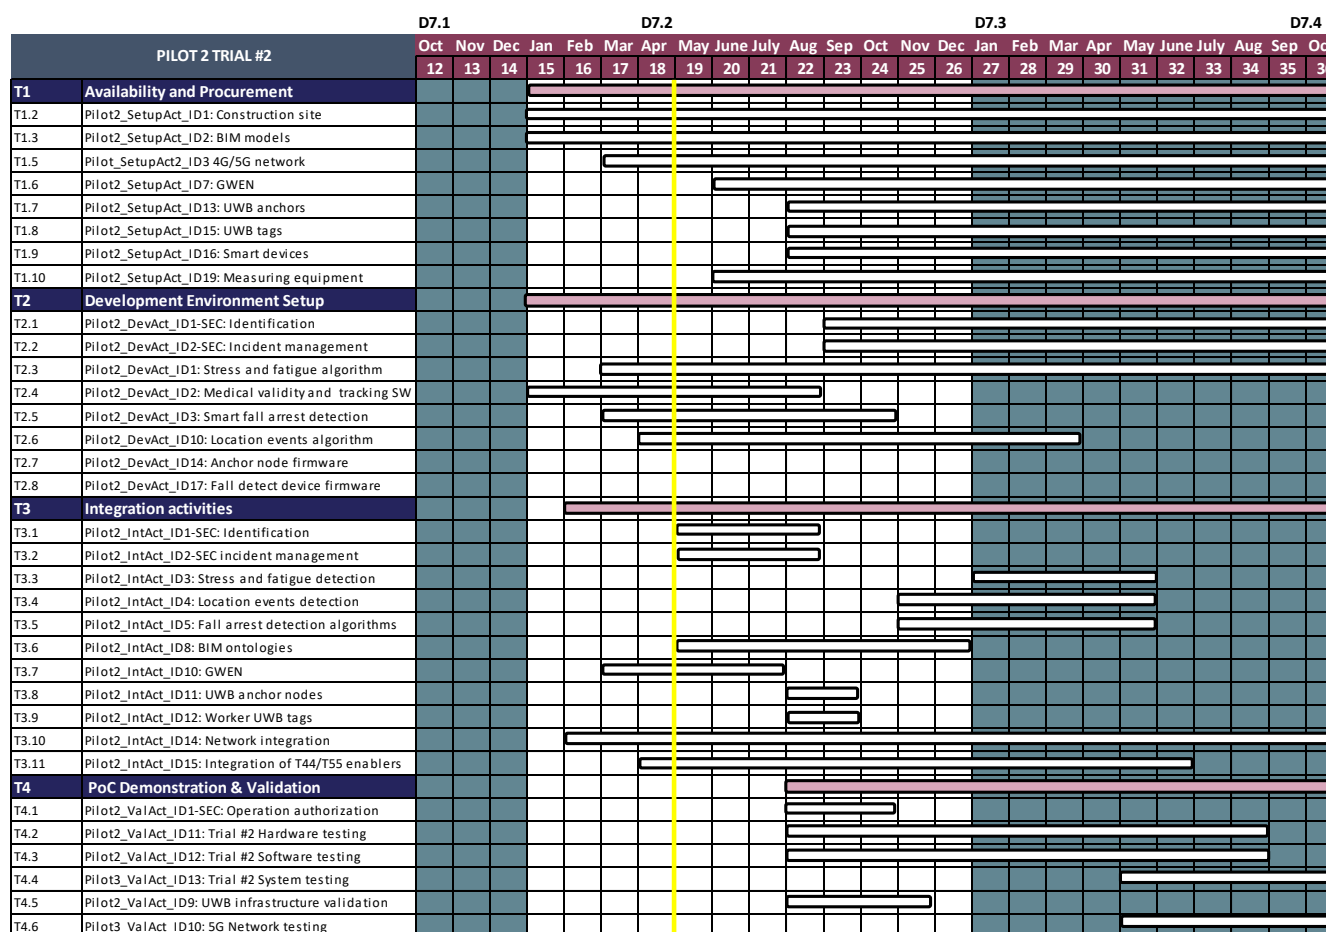 D7.1 D7.2 D7.3 D7.4
PILOT 2 TRIAL #2
Oct Nov Dec Jan Feb Mar Apr May June July Aug Sep Oct Nov Dec Jan Feb Mar Apr May June July Aug Sep Oc
12 13 14 15 16 17 18 19 20 21 22 23 24 25 26 27 28 29 30 31 32 33 34 35 3
T1 Availability and Procurement
T1.2 Pilot2_SetupAct_ID1: Construction site
T1.3 Pilot2_SetupAct_ID2: BIM models
T1.5 Pilot_SetupAct2_ID3 4G/5G network
T1.6 Pilot2_SetupAct_ID7: GWEN
T1.7 Pilot2_SetupAct_ID13: UWB anchors
T1.8 Pilot2_SetupAct_ID15: UWB tags
T1.9 Pilot2_SetupAct_ID16: Smart devices
T1.10 Pilot2_SetupAct_ID19: Measuring equipment
T2 Development Environment Setup
T2.1 Pilot2_DevAct_ID1-SEC: Identification
T2.2 Pilot2_DevAct_ID2-SEC: Incident management
T2.3 Pilot2_DevAct_ID1: Stress and fatigue algorithm
T2.4 Pilot2_DevAct_ID2: Medical validity and tracking SW
T2.5 Pilot2_DevAct_ID3: Smart fall arrest detection
T2.6 Pilot2_DevAct_ID10: Location events algorithm
T2.7 Pilot2_DevAct_ID14: Anchor node firmware
T2.8 Pilot2_DevAct_ID17: Fall detect device firmware
T3 Integration activities
T3.1 Pilot2_IntAct_ID1-SEC: Identification
T3.2 Pilot2_IntAct_ID2-SEC incident management
T3.3 Pilot2_IntAct_ID3: Stress and fatigue detection
T3.4 Pilot2_IntAct_ID4: Location events detection
T3.5 Pilot2_IntAct_ID5: Fall arrest detection algorithms
T3.6 Pilot2_IntAct_ID8: BIM ontologies
T3.7 Pilot2_IntAct_ID10: GWEN
T3.8 Pilot2_IntAct_ID11: UWB anchor nodes
T3.9 Pilot2_IntAct_ID12: Worker UWB tags
T3.10 Pilot2_IntAct_ID14: Network integration
T3.11 Pilot2_IntAct_ID15: Integration of T44/T55 enablers
T4 PoC Demonstration & Validation
T4.1 Pilot2_ValAct_ID1-SEC: Operation authorization
T4.2 Pilot2_ValAct_ID11: Trial #2 Hardware testing
T4.3 Pilot2_ValAct_ID12: Trial #2 Software testing
T4.4 Pilot3_ValAct_ID13: Trial #2 System testing
T4.5 Pilot2_ValAct_ID9: UWB infrastructure validation
T4.6 Pilot3_ValAct_ID10: 5G Network testing